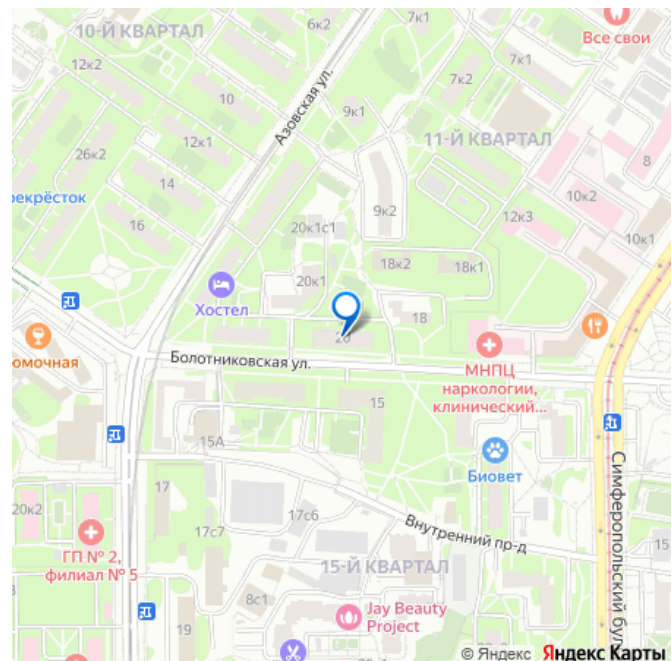 7к1
6к2
Все свои
10-Й КВАРТАЛ
12к2
7к2
10
Азовская ул.
9к1
7к2
8
12к1
11-Й КВАРТАЛ
26к2
14
10к2
рекрёсток
9к2
12к3
16
20к1с1
10к1
18к2
18к1
20к1
Хостел
18
20
омочная
Болотниковская ул.
МНПЦ
наркологии,
клинический...
15
15А
Биовет
Симферопольский бул
17
20к2
17с6
17с7
Внутренний пр-д
ГП № 2,
филиал № 5
15-Й КВАРТАЛ
8с1
Jay Beauty
Project
19
© Яндекс Яндекс Карты